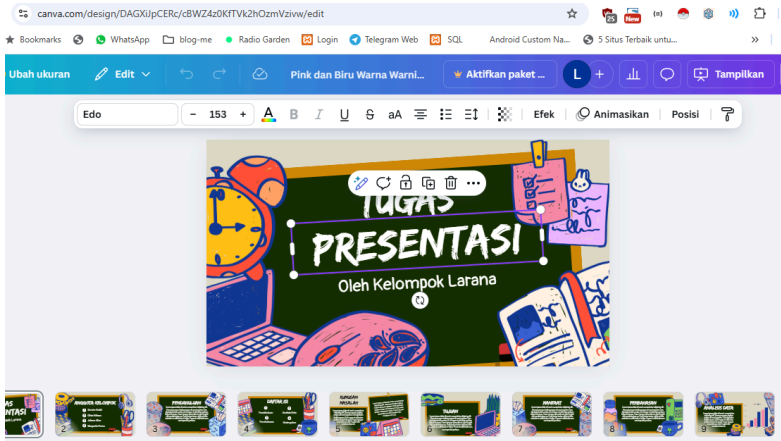 canva.com/design/DAGXiJpCERc/cBWZ4z0KfTVk2hOzmVzivw/edit
25 New
Bookmarks WhatsApp blog-me Radio Garden Login Telegram Web SQL Android Custom Na... 5 Situs Terbaik untu... »
Ubah ukuran Edit Pink dan Biru Warna Warni... Aktifkan paket ... L + Tampilkan
Edo – 153 + A B I U S aA Efek Animasikan Posisi
TUGAS
PRESENTASI
Oleh Kelompok Larana
2 ANGGOTA KELOMPOK
3 PENDAHULUAN
4 DAFTAR ISI
5 RUMUSAN MASALAH
6 TUJUAN
7 MANFAAT
8 PEMBAHASAN
9 ANALISIS DATA